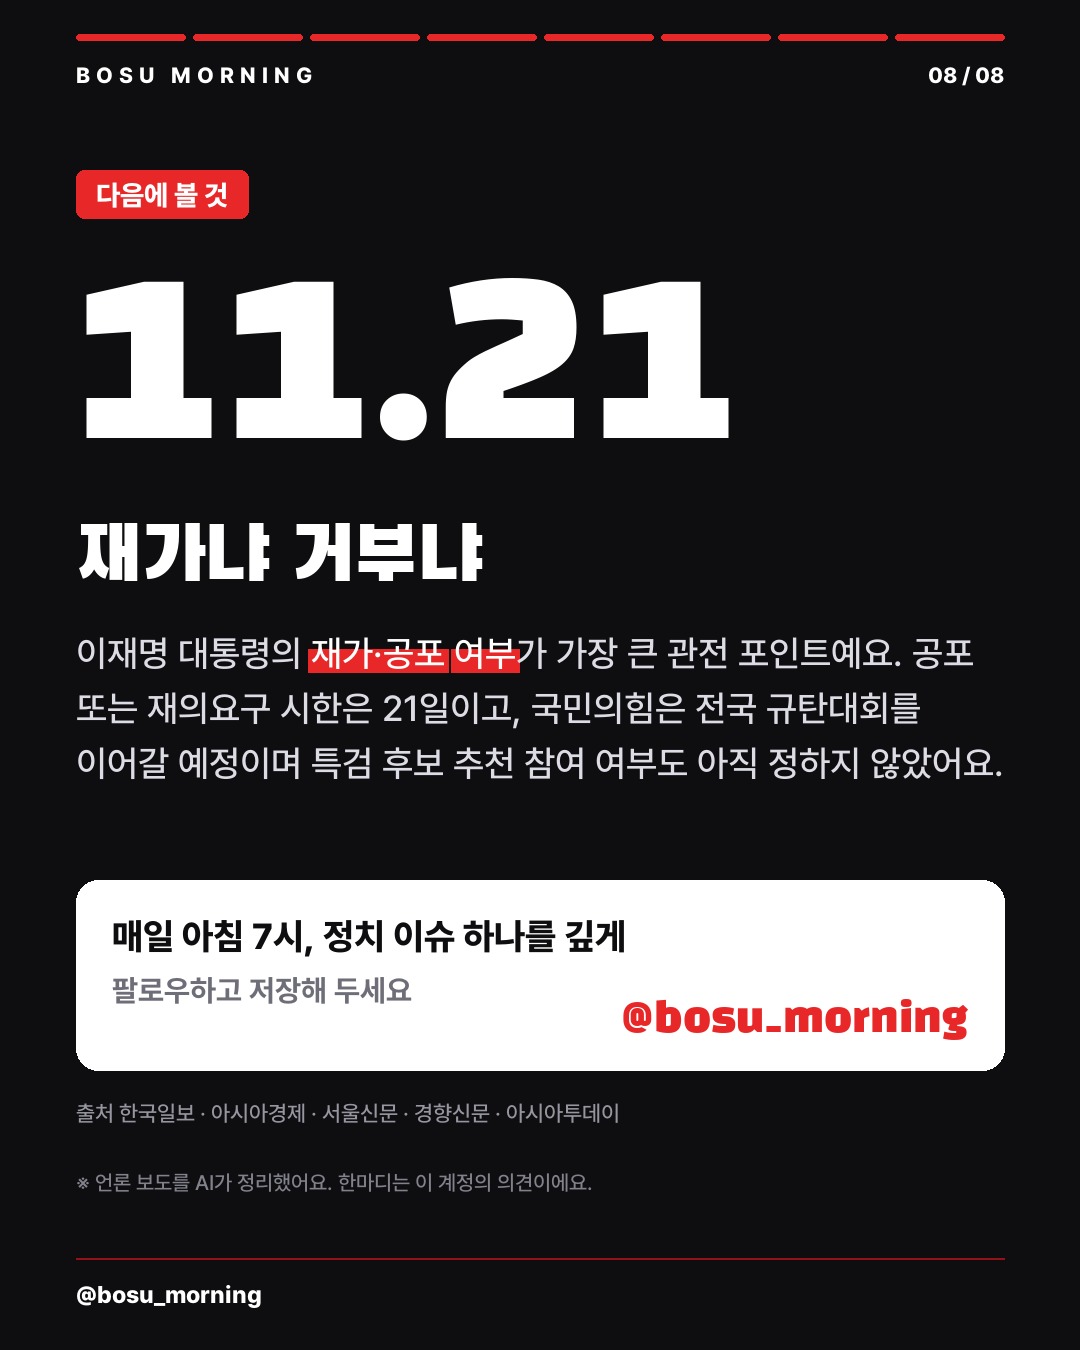 BOSU MORNING
08 / 08
다음에 볼 것
11.21
재가냐 거부냐
이재명 대통령의 재가·공포 여부가 가장 큰 관전 포인트예요. 공포
또는 재의요구 시한은 21일이고, 국민의힘은 전국 규탄대회를
이어갈 예정이며 특검 후보 추천 참여 여부도 아직 정하지 않았어요.
매일 아침 7시, 정치 이슈 하나를 깊게
팔로우하고 저장해 두세요
@bosu_morning
출처 한국일보 · 아시아경제 · 서울신문 · 경향신문 · 아시아투데이
※ 언론 보도를 AI가 정리했어요. 한마디는 이 계정의 의견이에요.
@bosu_morning